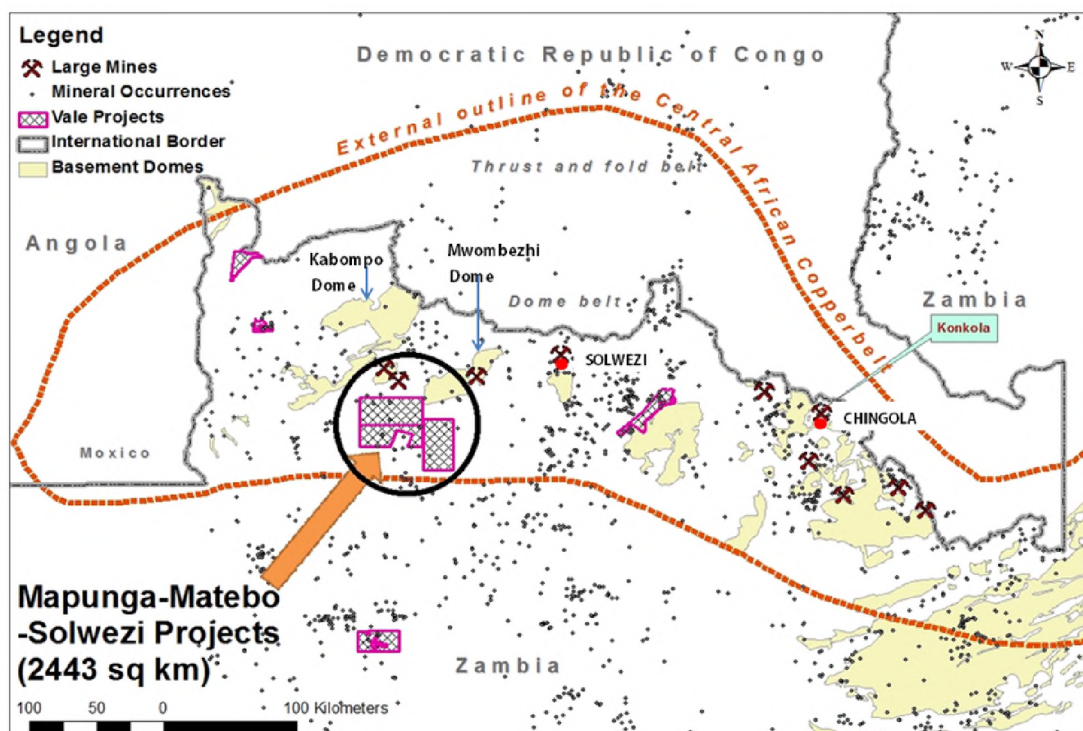 Legend
Large Mines
Mineral Occurrences
Vale Projects
International Border
Basement Domes
Democratic Republic of Congo
N
W
E
S
External outline of the Central African Copperbelt
Thrust and fold belt
Angola
Kabompo
Dome
Mwombezhi
Dome
Dome belt
Zambia
Konkola
SOLWEZI
CHINGOLA
Moxico
Mapunga-Matebo
-Solwezi Projects
(2443 sq km)
Zambia
100 50 0 100 Kilometers